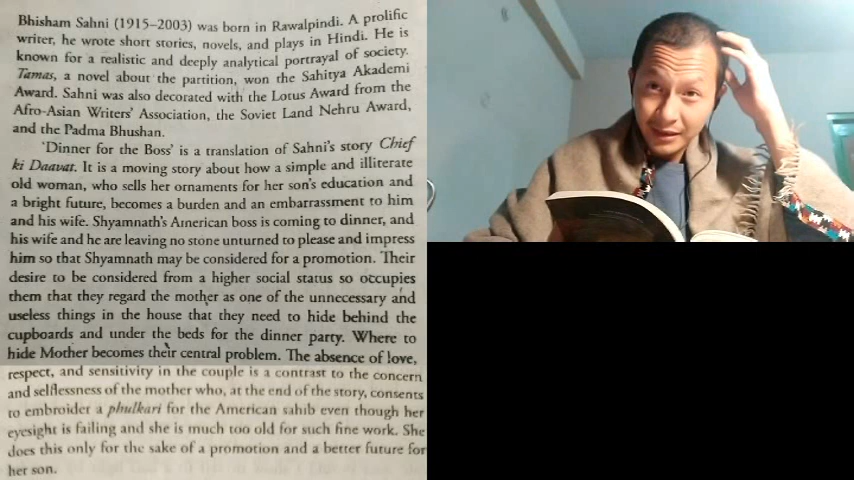 Bhisham Sahni (1915–2003) was born in Rawalpindi. A prolific
writer, he wrote short stories, novels, and plays in Hindi. He is
known for a realistic and deeply analytical portrayal of society.
Tamas, a novel about the partition, won the Sahitya Akademi
Award. Sahni was also decorated with the Lotus Award from the
Afro-Asian Writers' Association, the Soviet Land Nehru Award,
and the Padma Bhushan.
'Dinner for the Boss' is a translation of Sahni's story Chief
ki Daavat. It is a moving story about how a simple and illiterate
old woman, who sells her ornaments for her son's education and
a bright future, becomes a burden and an embarrassment to him
and his wife. Shyamnath's American boss is coming to dinner, and
his wife and he are leaving no stone unturned to please and impress
him so that Shyamnath may be considered for a promotion. Their
desire to be considered from a higher social status so occupies
them that they regard the mother as one of the unnecessary and
useless things in the house that they need to hide behind the
cupboards and under the beds for the dinner party. Where to
hide Mother becomes their central problem. The absence of love,
respect, and sensitivity in the couple is a contrast to the concern
and selflessness of the mother who, at the end of the story, consents
to embroider a phulkari for the American sahib even though her
eyesight is failing and she is much too old for such fine work. She
does this only for the sake of a promotion and a better future for
her son.